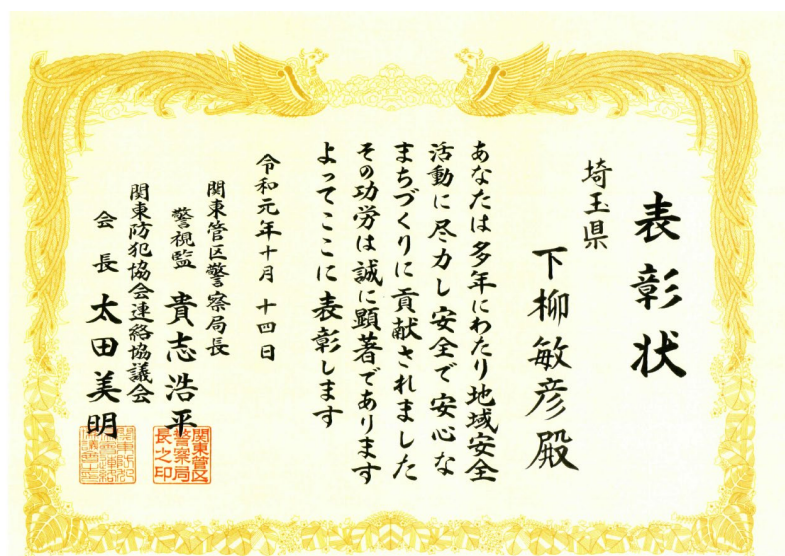 表彰状
埼玉県
下柳敏彦殿
あなたは多年にわたり地域安全
活動に尽力し安全で安心な
まちづくりに貢献されました
その功労は誠に顕著であります
よってここに表彰します
令和元年十月十四日
関東管区警察局長
警視監 貴志浩平
関東管区警察局長之印
関東防犯協会連絡協議会
会長 太田美明